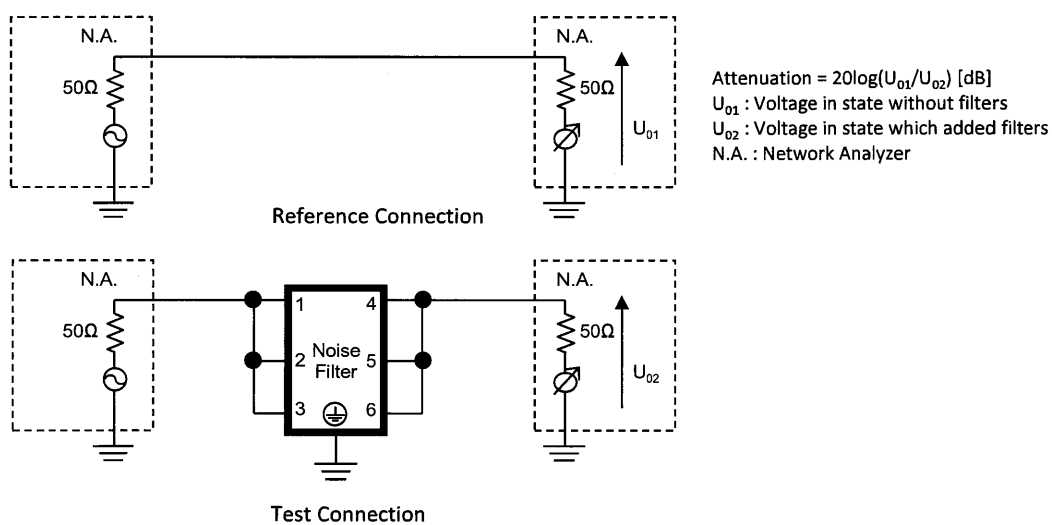 N.A.
50Ω
N.A.
50Ω
U01
Reference Connection
Attenuation = 20log(U01/U02) [dB]
U01 : Voltage in state without filters
U02 : Voltage in state which added filters
N.A. : Network Analyzer
N.A.
50Ω
1
2
3
Noise
Filter
4
5
6
N.A.
50Ω
U02
Test Connection